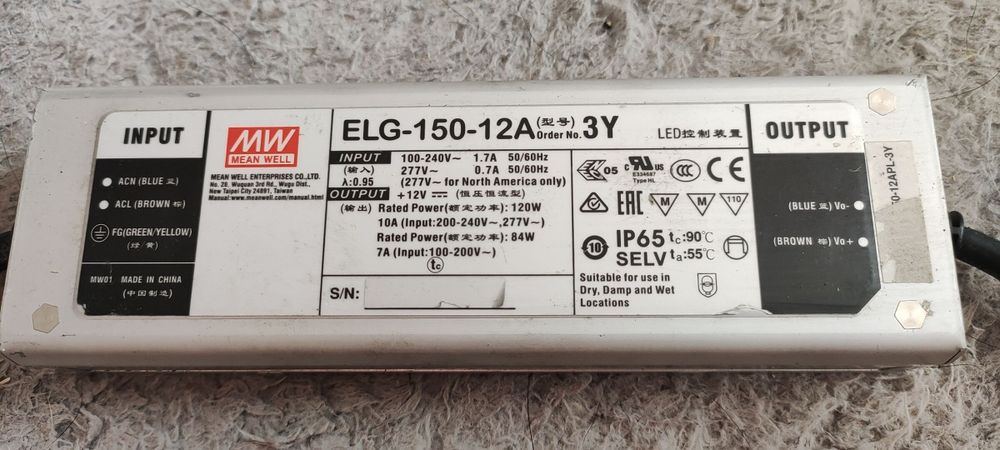 INPUT
ACN (BLUE 蓝)
ACL (BROWN 棕)
FG(GREEN/YELLOW)
(绿/黄)
MW01 MADE IN CHINA
(中国制造)
MW
MEAN WELL
MEAN WELL ENTERPRISES CO.,LTD.
No. 28, Wuquan 3rd Rd., Wugu Dist.,
New Taipei City 24891, Taiwan
Manual:www.meanwell.com/manual.html
ELG-150-12A (型号) Order No. 3Y
LED控制装置
INPUT 100-240V~ 1.7A 50/60Hz
(输入) 277V~ 0.7A 50/60Hz
λ:0.95 (277V~ for North America only)
OUTPUT +12V (恒压恒流型)
(输出) Rated Power(额定功率): 120W
10A (Input:200-240V~,277V~)
Rated Power(额定功率): 84W
7A (Input:100-200V~)
tc
S/N:
05
c UL us
E334687
Type HL
CCC
CE
EAC
M
M
110
10
IP65 tc:90℃
SELV ta:55℃
Suitable for use in
Dry, Damp and Wet
Locations
OUTPUT
(BLUE 蓝) Vo-
(BROWN 棕) Vo+
0-12APL-3Y